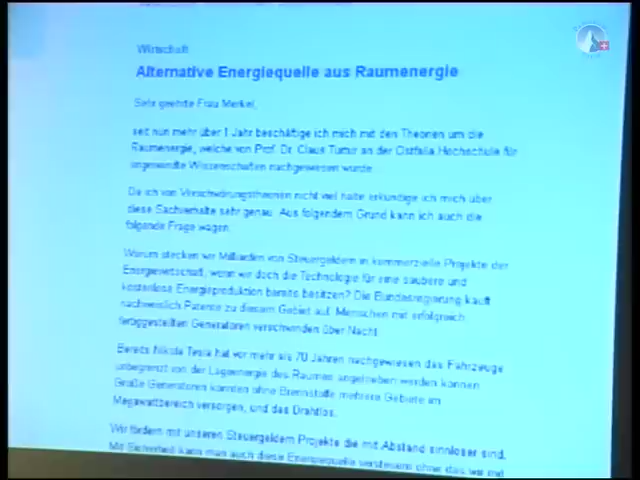 Wirtschaft
Alternative Energiequelle aus Raumenergie
Sehr geehrte Frau Merkel,
seit nun mehr über 1 Jahr beschäftige ich mich mit den Theorien um die
Raumenergie, welche von Prof. Dr. Claus Turtur an der Ostfalia Hochschule für
angewandte Wissenschaften nachgewiesen wurde.
Da ich von Verschwörungstheorien nicht viel halte erkundige ich mich über
diese Sachverhalte sehr genau. Aus folgendem Grund kann ich auch die
folgende Frage wagen.
Warum stecken wir Milliarden von Steuergeldern in kommerzielle Projekte der
Energiewirtschaft, wenn wir doch die Technologie für eine saubere und
kostenlose Energieproduktion bereits besitzen? Die Bundesregierung kauft
nachweislich Patente zu diesem Gebiet auf. Menschen mit erfolgreich
fertiggestellten Generatoren verschwinden über Nacht.
Bereits Nikola Tesla hat vor mehr als 70 Jahren nachgewiesen das Fahrzeuge
unbegrenzt von der Lageenergie des Raumes angetrieben werden können.
Große Generatoren könnten ohne Brennstoffe mehrere Gebiete im
Megawattbereich versorgen, und das Drahtlos.
Wir fördern mit unseren Steuergeldern Projekte die mit Abstand sinnloser sind.
Mit Sicherheit kann man auch diese Energiequelle versteuern ohne das wir mit